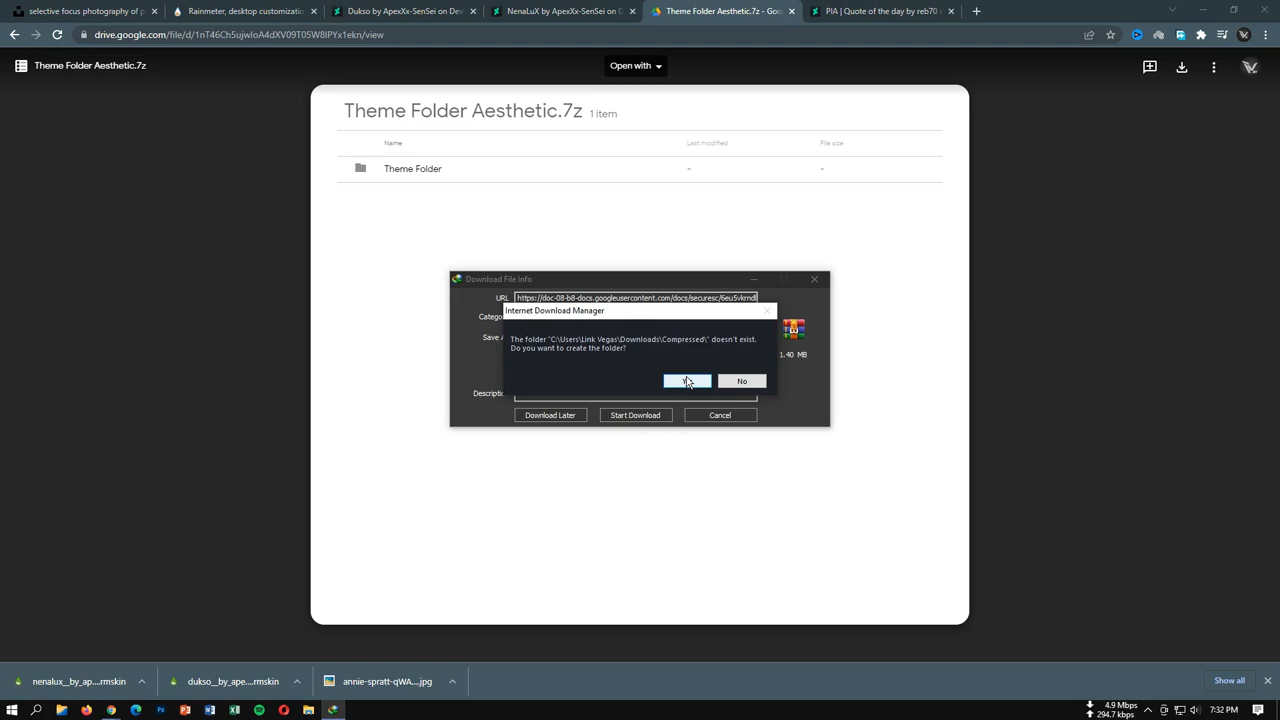 selective focus photography of p
Rainmeter, desktop customizatio
Dukso by ApexXx-SenSei on Dev
NenaLuX by ApexXx-SenSei on D
Theme Folder Aesthetic.7z - Goo
PIA | Quote of the day by reb70
drive.google.com/file/d/1nT46Ch5ujwIoA4dXV09T05W8IPYx1ekn/view
Theme Folder Aesthetic.7z
Open with
Theme Folder Aesthetic.7z 1 item
Name Last modified File size
Theme Folder - -
Download File Info
URL https://doc-08-b8-docs.googleusercontent.com/docs/securesc/6eu5vkrndl
Internet Download Manager
The folder "C:\Users\Link Vegas\Downloads\Compressed\" doesn't exist.
Do you want to create the folder?
1.40 MB
No
Download Later Start Download Cancel
nenalux__by_ap....rmskin
dukso__by_ape....rmskin
annie-spratt-qWA....jpg
Show all
4.9 Mbps
294.7 kbps
7:32 PM